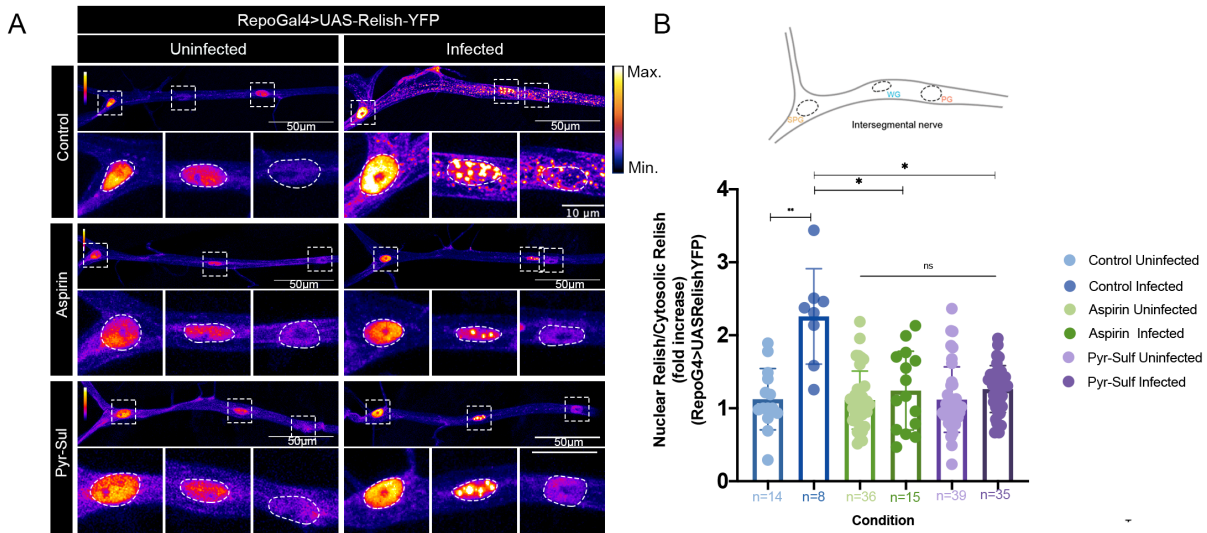 A
RepoGal4>UAS-Relish-YFP
Uninfected
Infected
Control
50µm
50µm
Max.
Min.
10 µm
Aspirin
50µm
50µm
Pyr-Sul
50µm
50µm
B
SPG
WG
PG
Intersegmental nerve
Nuclear Relish/Cytosolic Relish
(fold increase)
(RepoG4>UASRelishYFP)
4
3
2
1
0
**
*
*
ns
n=14
n=8
n=36
n=15
n=39
n=35
Condition
Control Uninfected
Control Infected
Aspirin Uninfected
Aspirin Infected
Pyr-Sulf Uninfected
Pyr-Sulf Infected